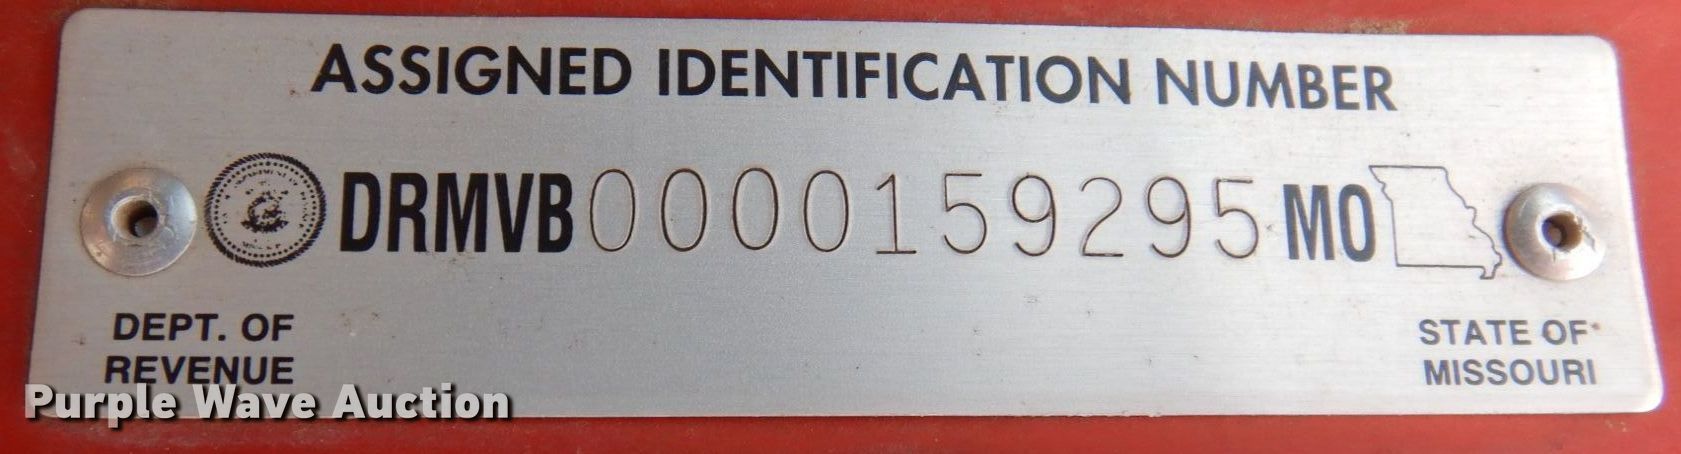 ASSIGNED IDENTIFICATION NUMBER
DRMVB0000159295MO
DEPT. OF
REVENUE
STATE OF
MISSOURI
Purple Wave Auction